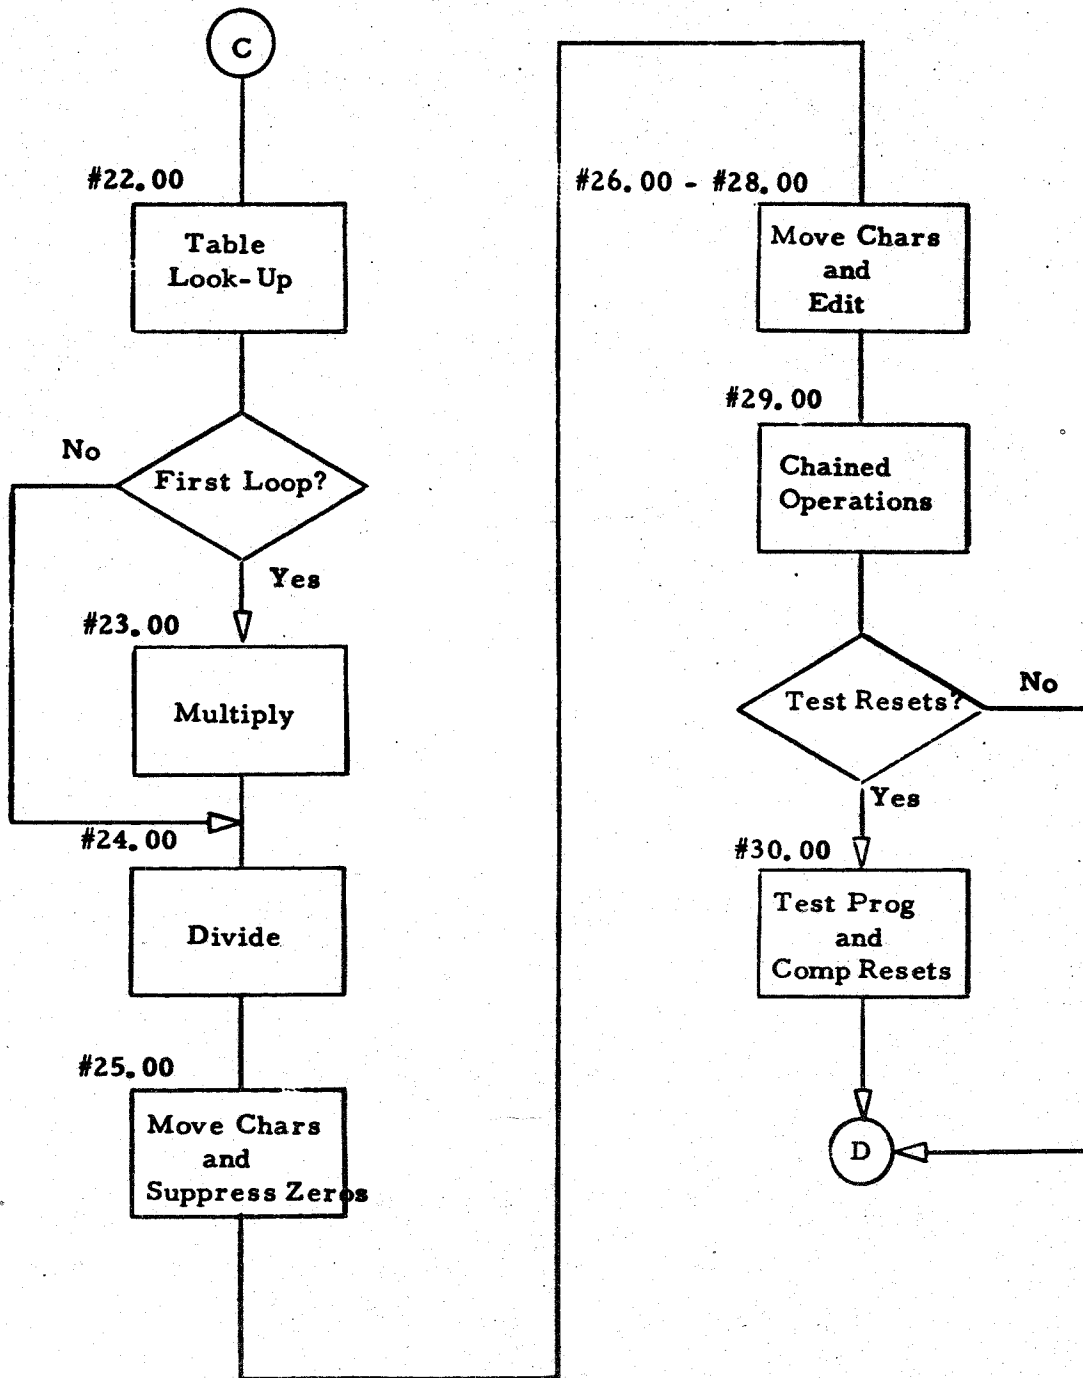 C
#22.00
Table
Look-Up
First Loop?
No
Yes
#23.00
Multiply
#24.00
Divide
#25.00
Move Chars
and
Suppress Zeros
#26.00 - #28.00
Move Chars
and
Edit
#29.00
Chained
Operations
Test Resets?
No
Yes
#30.00
Test Prog
and
Comp Resets
D